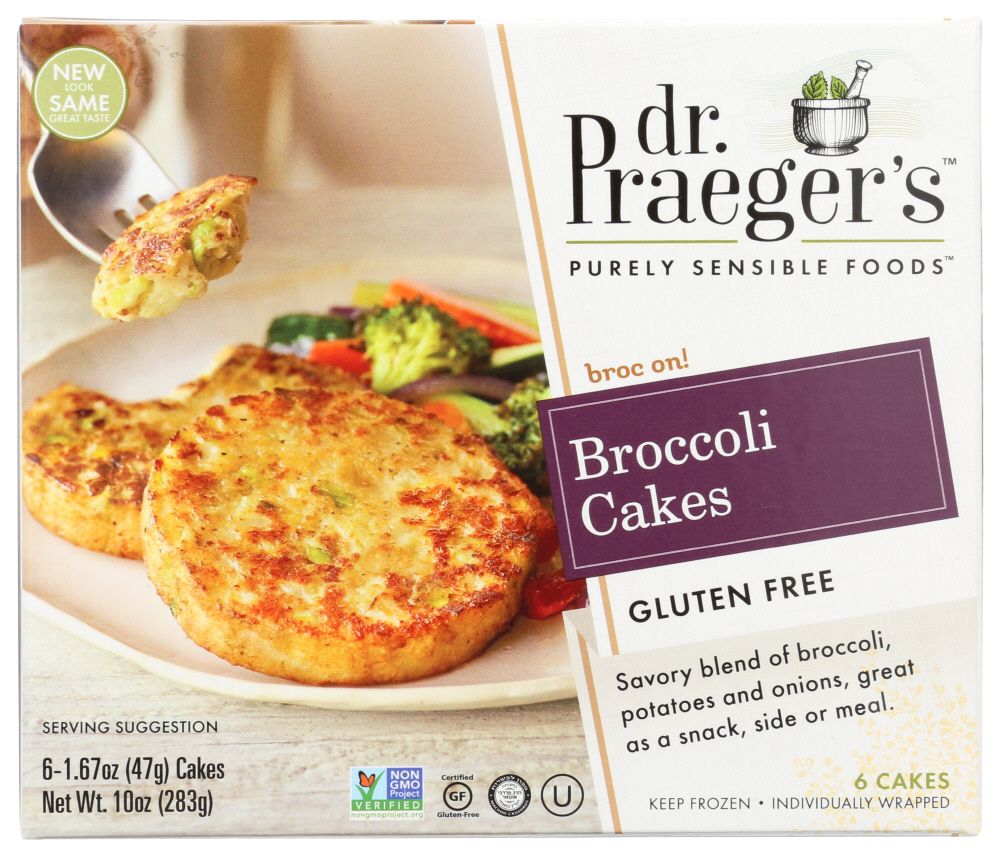 NEW
LOOK
SAME
GREAT TASTE
dr.
Praeger's™
PURELY SENSIBLE FOODS™
broc on!
Broccoli
Cakes
GLUTEN FREE
Savory blend of broccoli,
potatoes and onions, great
as a snack, side or meal.
SERVING SUGGESTION
6-1.67oz (47g) Cakes
Net Wt. 10oz (283g)
NON
GMO
Project
VERIFIED
nongmoproject.org
Certified
GF
Gluten-Free
U
6 CAKES
KEEP FROZEN • INDIVIDUALLY WRAPPED